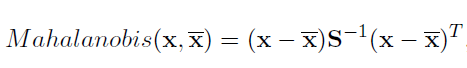 Mahalanobis(x, x̅) = (x − x̅)S⁻¹(x − x̅)ᵀ.